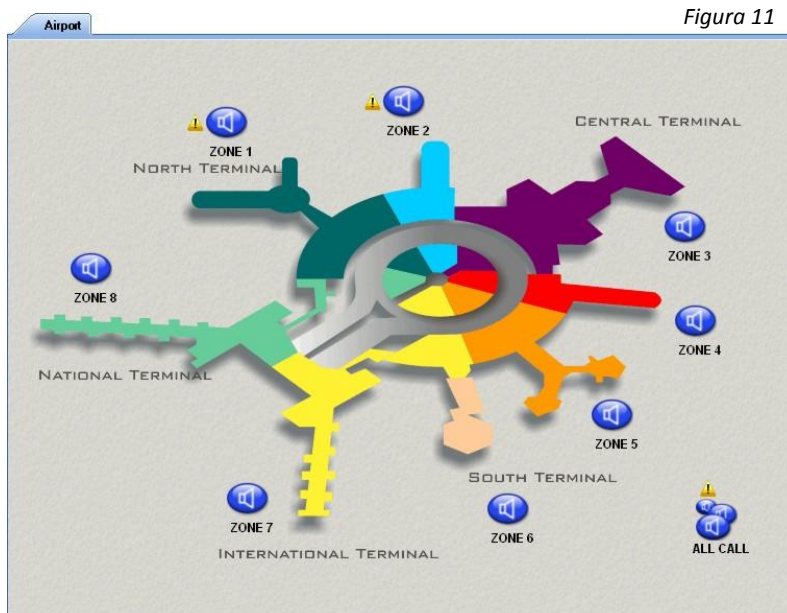 Figura 11
Airport
ZONE 1
ZONE 2
CENTRAL TERMINAL
NORTH TERMINAL
ZONE 3
ZONE 8
ZONE 4
NATIONAL TERMINAL
ZONE 5
SOUTH TERMINAL
ZONE 7
ZONE 6
ALL CALL
INTERNATIONAL TERMINAL